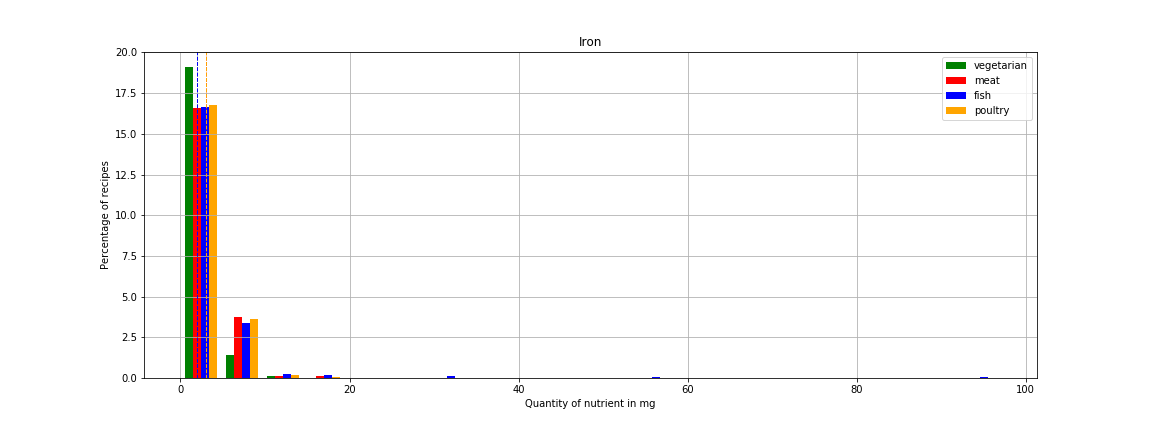 Iron
20.0
17.5
15.0
12.5
10.0
7.5
5.0
2.5
0.0
Percentage of recipes
vegetarian
meat
fish
poultry
0 20 40 60 80 100
Quantity of nutrient in mg